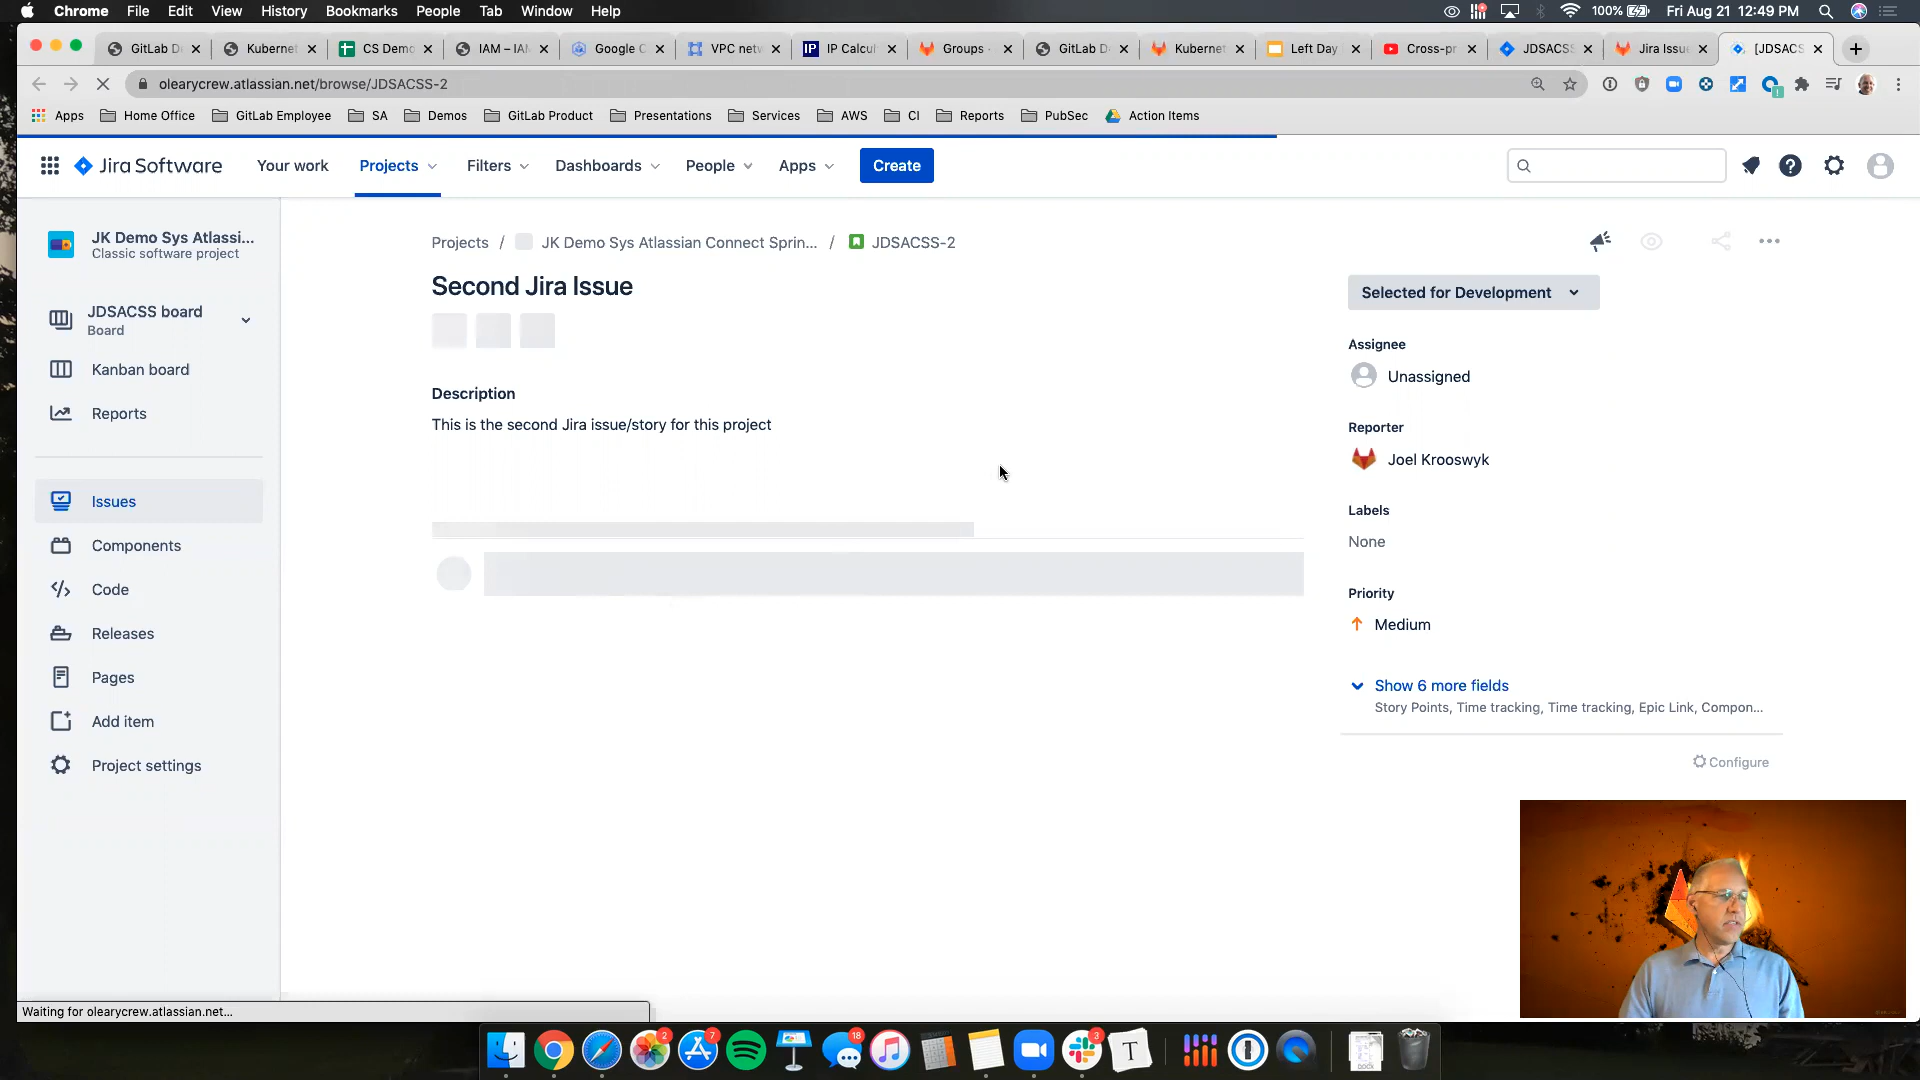 Chrome File Edit View History Bookmarks People Tab Window Help 100% Fri Aug 21 12:49 PM
GitLab D Kubernet CS Demo IAM – IA Google C VPC netw IP IP Calcul Groups · GitLab D Kubernet Left Day Cross-pr JDSACSS Jira Issue [JDSACS
olearycrew.atlassian.net/browse/JDSACSS-2
Apps Home Office GitLab Employee SA Demos GitLab Product Presentations Services AWS CI Reports PubSec Action Items
Jira Software Your work Projects Filters Dashboards People Apps Create
JK Demo Sys Atlassi...
Classic software project
JDSACSS board
Board
Kanban board
Reports
Issues
Components
Code
Releases
Pages
Add item
Project settings
Projects / JK Demo Sys Atlassian Connect Sprin... / JDSACSS-2
Second Jira Issue
Description
This is the second Jira issue/story for this project
Selected for Development
Assignee
Unassigned
Reporter
Joel Krooswyk
Labels
None
Priority
Medium
Show 6 more fields
Story Points, Time tracking, Time tracking, Epic Link, Compon...
Configure
Waiting for olearycrew.atlassian.net...
2 7 18 3